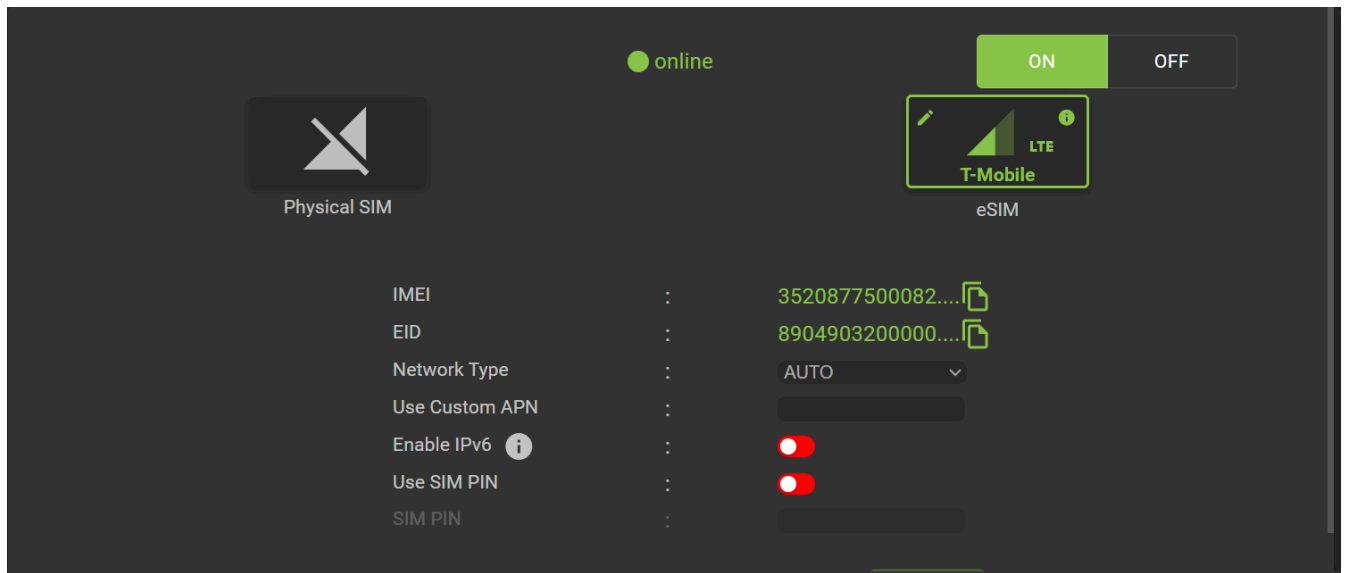 online
ON OFF
LTE
T-Mobile
Physical SIM
eSIM
IMEI : 3520877500082....
EID : 8904903200000....
Network Type : AUTO
Use Custom APN :
Enable IPv6 i :
Use SIM PIN :
SIM PIN :